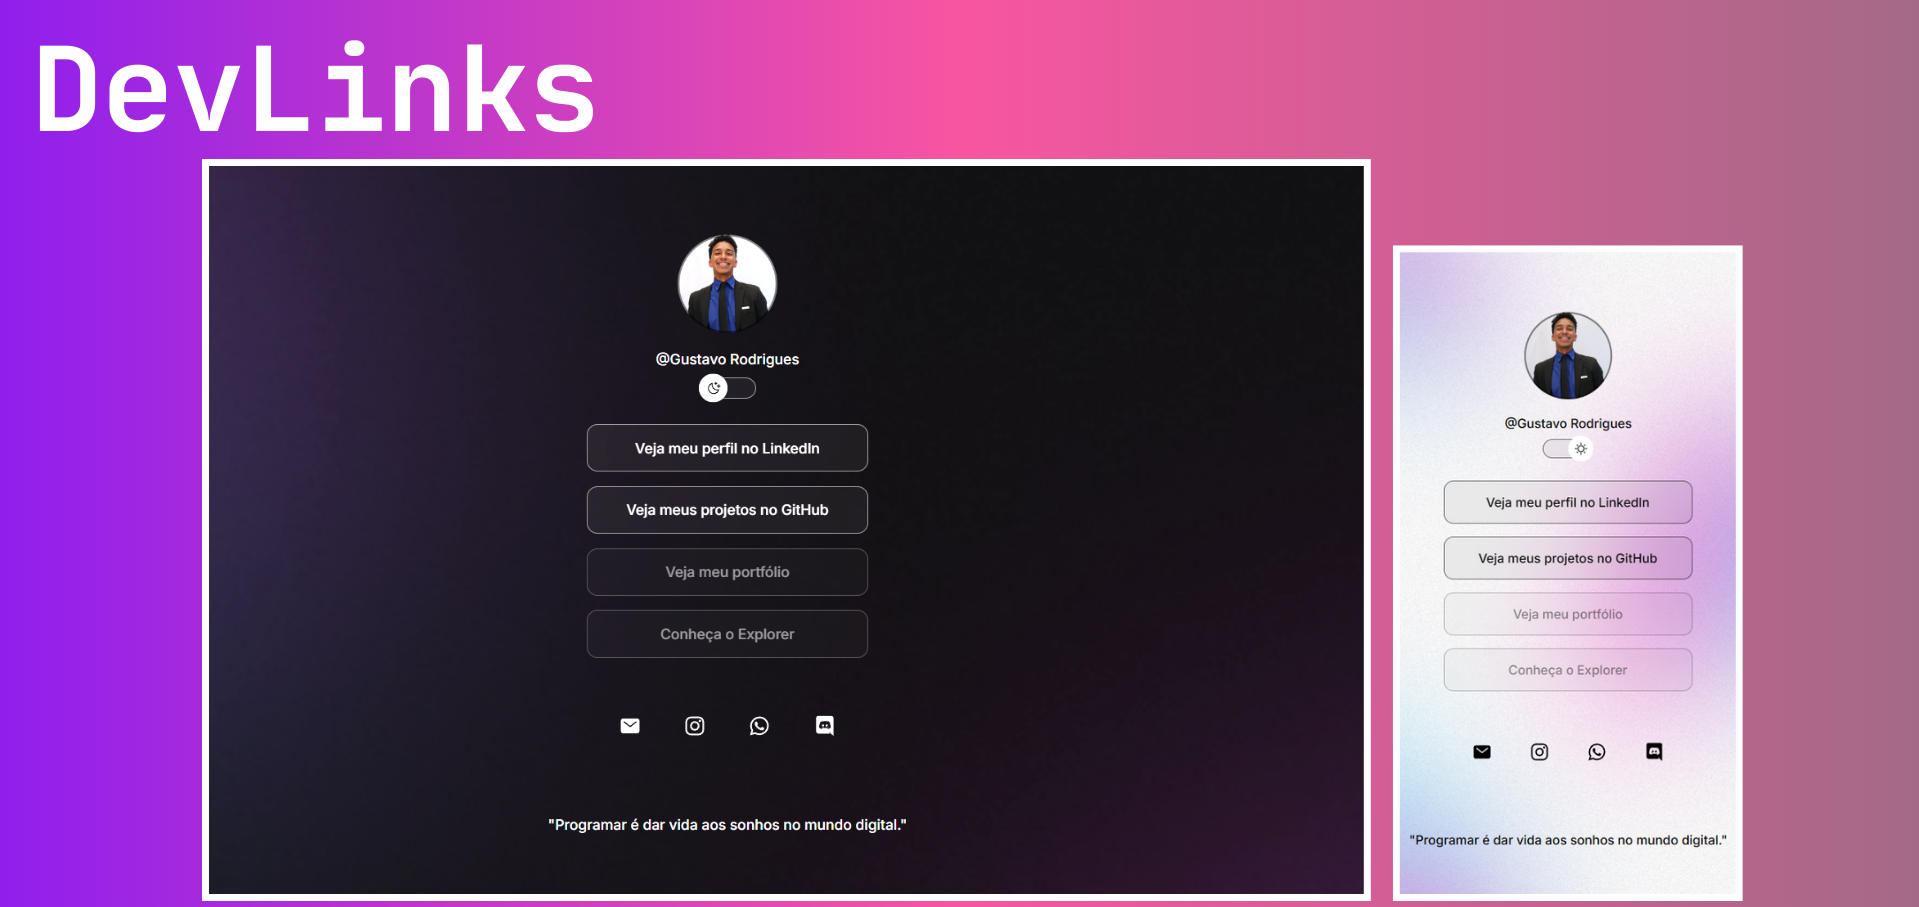 DevLinks
@Gustavo Rodrigues
Veja meu perfil no LinkedIn
Veja meus projetos no GitHub
Veja meu portfólio
Conheça o Explorer
"Programar é dar vida aos sonhos no mundo digital."
@Gustavo Rodrigues
Veja meu perfil no LinkedIn
Veja meus projetos no GitHub
Veja meu portfólio
Conheça o Explorer
"Programar é dar vida aos sonhos no mundo digital."